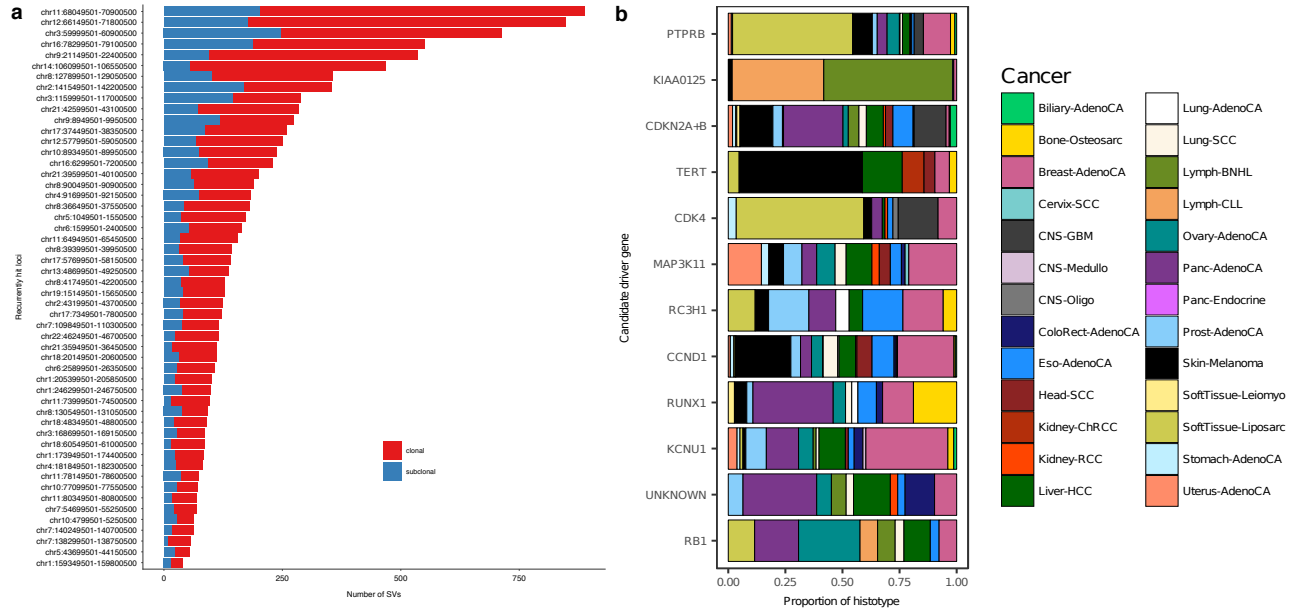 a
chr11:68049501-70900500
chr12:66149501-71800500
chr3:59999501-60900500
chr16:78299501-79100500
chr9:21149501-22400500
chr14:106099501-106550500
chr8:127899501-129050500
chr2:141549501-142400500
chr3:115999501-117000500
chr21:42599501-43100500
chr9:8949501-9950500
chr17:37449501-38350500
chr12:57799501-59050500
chr10:89349501-89950500
chr16:6299501-7200500
chr21:39599501-40100500
chr8:90049501-90900500
chr4:91699501-92150500
chr8:36649501-37550500
chr5:1049501-1550500
chr6:1599501-2400500
chr11:64949501-65450500
chr8:39399501-39950500
chr17:57699501-58150500
chr13:48699501-49250500
chr8:41749501-42200500
chr19:15149501-15650500
chr2:43199501-43700500
chr17:7349501-7800500
chr7:109849501-110300500
chr22:46249501-46700500
chr21:35949501-36450500
chr18:20149501-20600500
chr6:25899501-26350500
chr1:205399501-205850500
chr1:246299501-246750500
chr11:73999501-74500500
chr8:130549501-131050500
chr18:48349501-48800500
chr3:168699501-169150500
chr18:60549501-61000500
chr1:173949501-174400500
chr4:181849501-182300500
chr11:78149501-78600500
chr10:77099501-77550500
chr11:80349501-80800500
chr7:54699501-55250500
chr10:4799501-5250500
chr7:140249501-140700500
chr7:138299501-138750500
chr5:43699501-44150500
chr1:159349501-159800500
Recurrently hit loci
0 250 500 750
Number of SVs
clonal
subclonal
b
PTPRB
KIAA0125
CDKN2A+B
TERT
CDK4
MAP3K11
RC3H1
CCND1
RUNX1
KCNU1
UNKNOWN
RB1
Candidate driver gene
0.00 0.25 0.50 0.75 1.00
Proportion of histotype
Cancer
Biliary-AdenoCA
Bone-Osteosarc
Breast-AdenoCA
Cervix-SCC
CNS-GBM
CNS-Medullo
CNS-Oligo
ColoRect-AdenoCA
Eso-AdenoCA
Head-SCC
Kidney-ChRCC
Kidney-RCC
Liver-HCC
Lung-AdenoCA
Lung-SCC
Lymph-BNHL
Lymph-CLL
Ovary-AdenoCA
Panc-AdenoCA
Panc-Endocrine
Prost-AdenoCA
Skin-Melanoma
SoftTissue-Leiomyo
SoftTissue-Liposarc
Stomach-AdenoCA
Uterus-AdenoCA